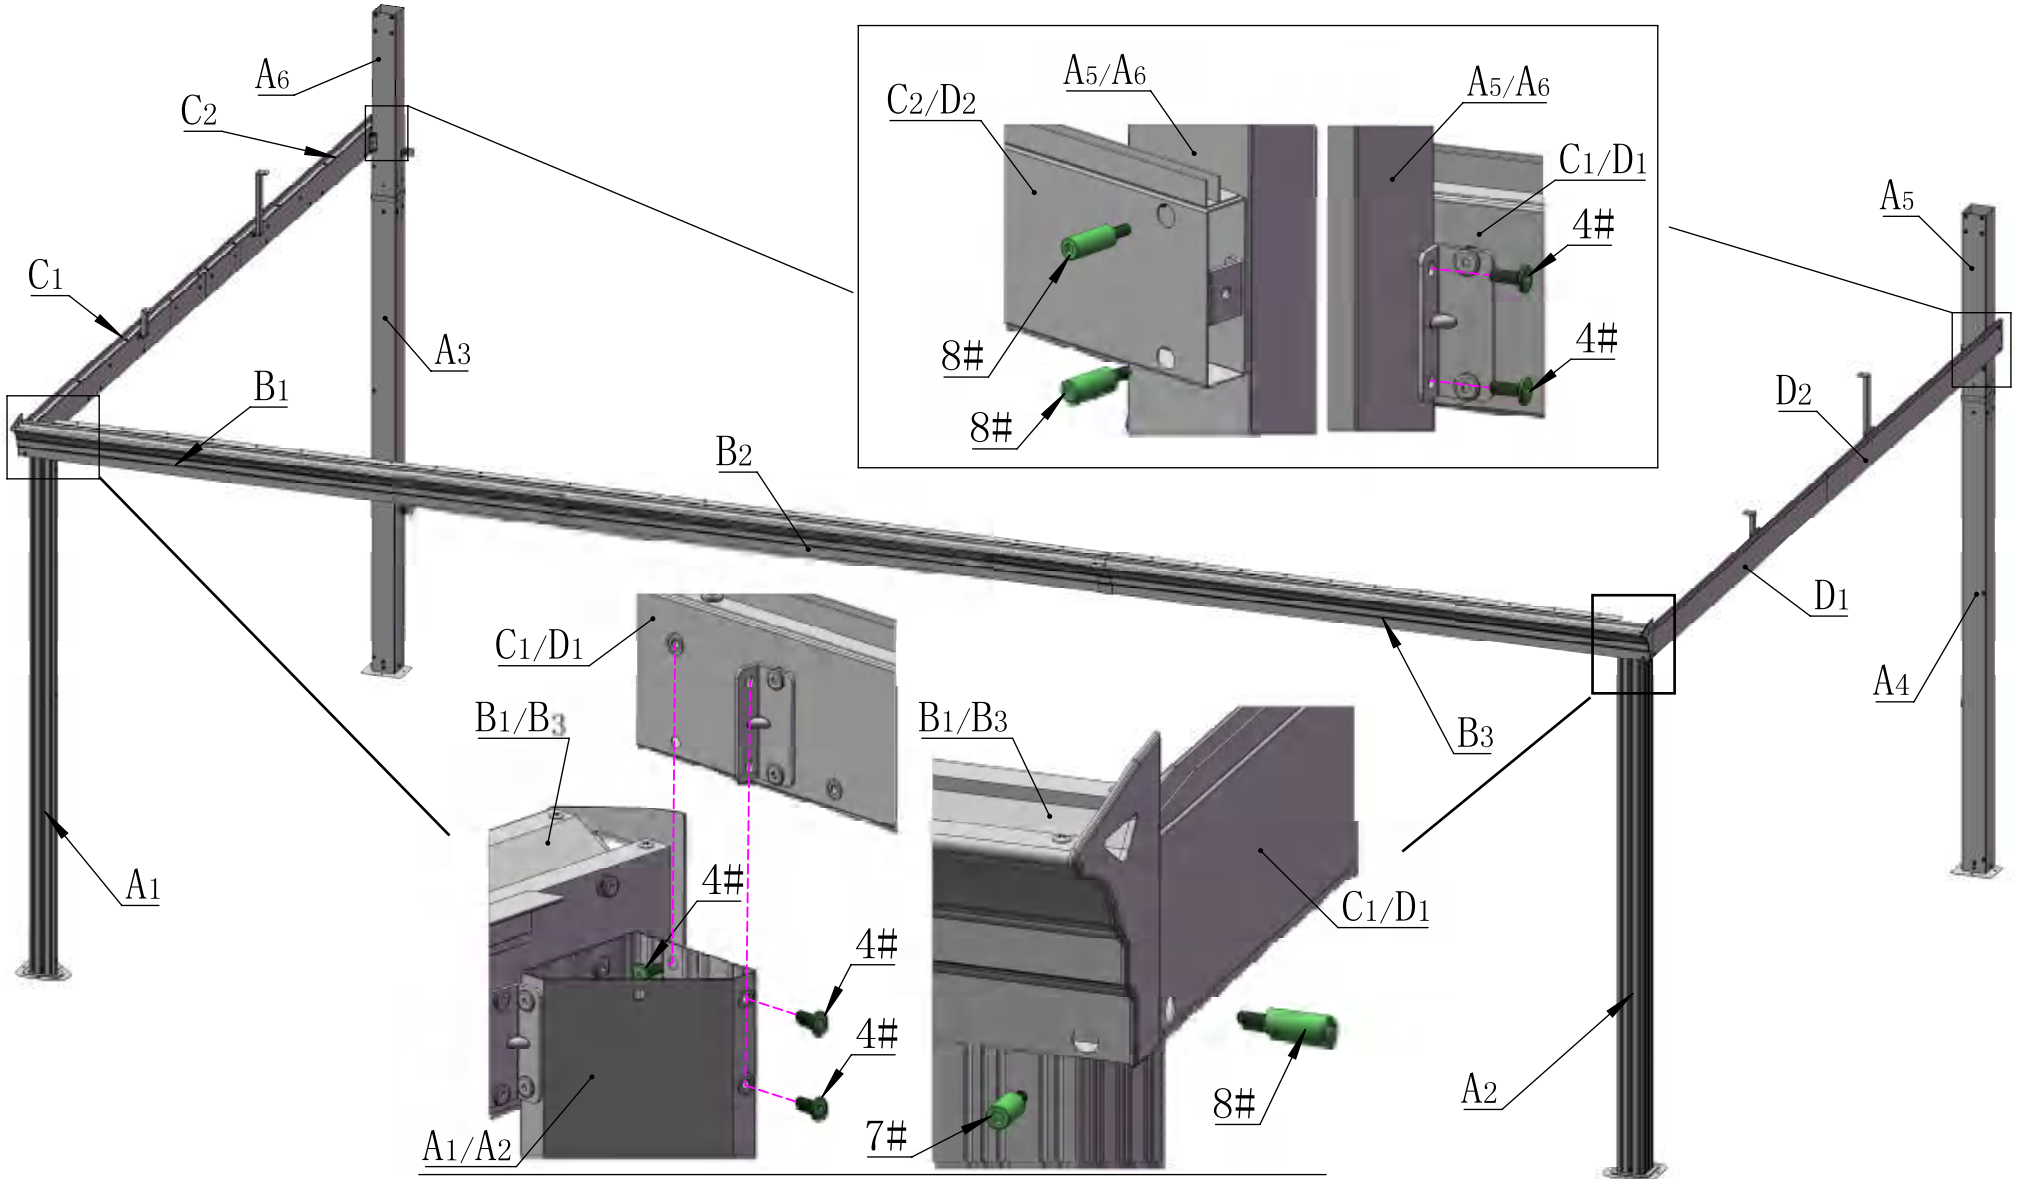 A6
C2
C1
A3
B1
B2
C2/D2
A5/A6
A5/A6
C1/D1
4#
4#
8#
8#
A5
D2
D1
A4
B3
A2
A1
C1/D1
B1/B3
4#
4#
4#
A1/A2
B1/B3
C1/D1
8#
7#